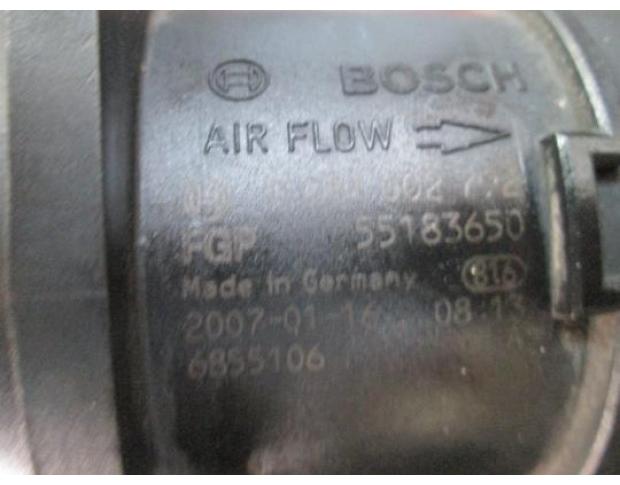 BOSCH
AIR FLOW
FGP 55183650
Made in Germany 816
2007-01-16 08:13
6855106